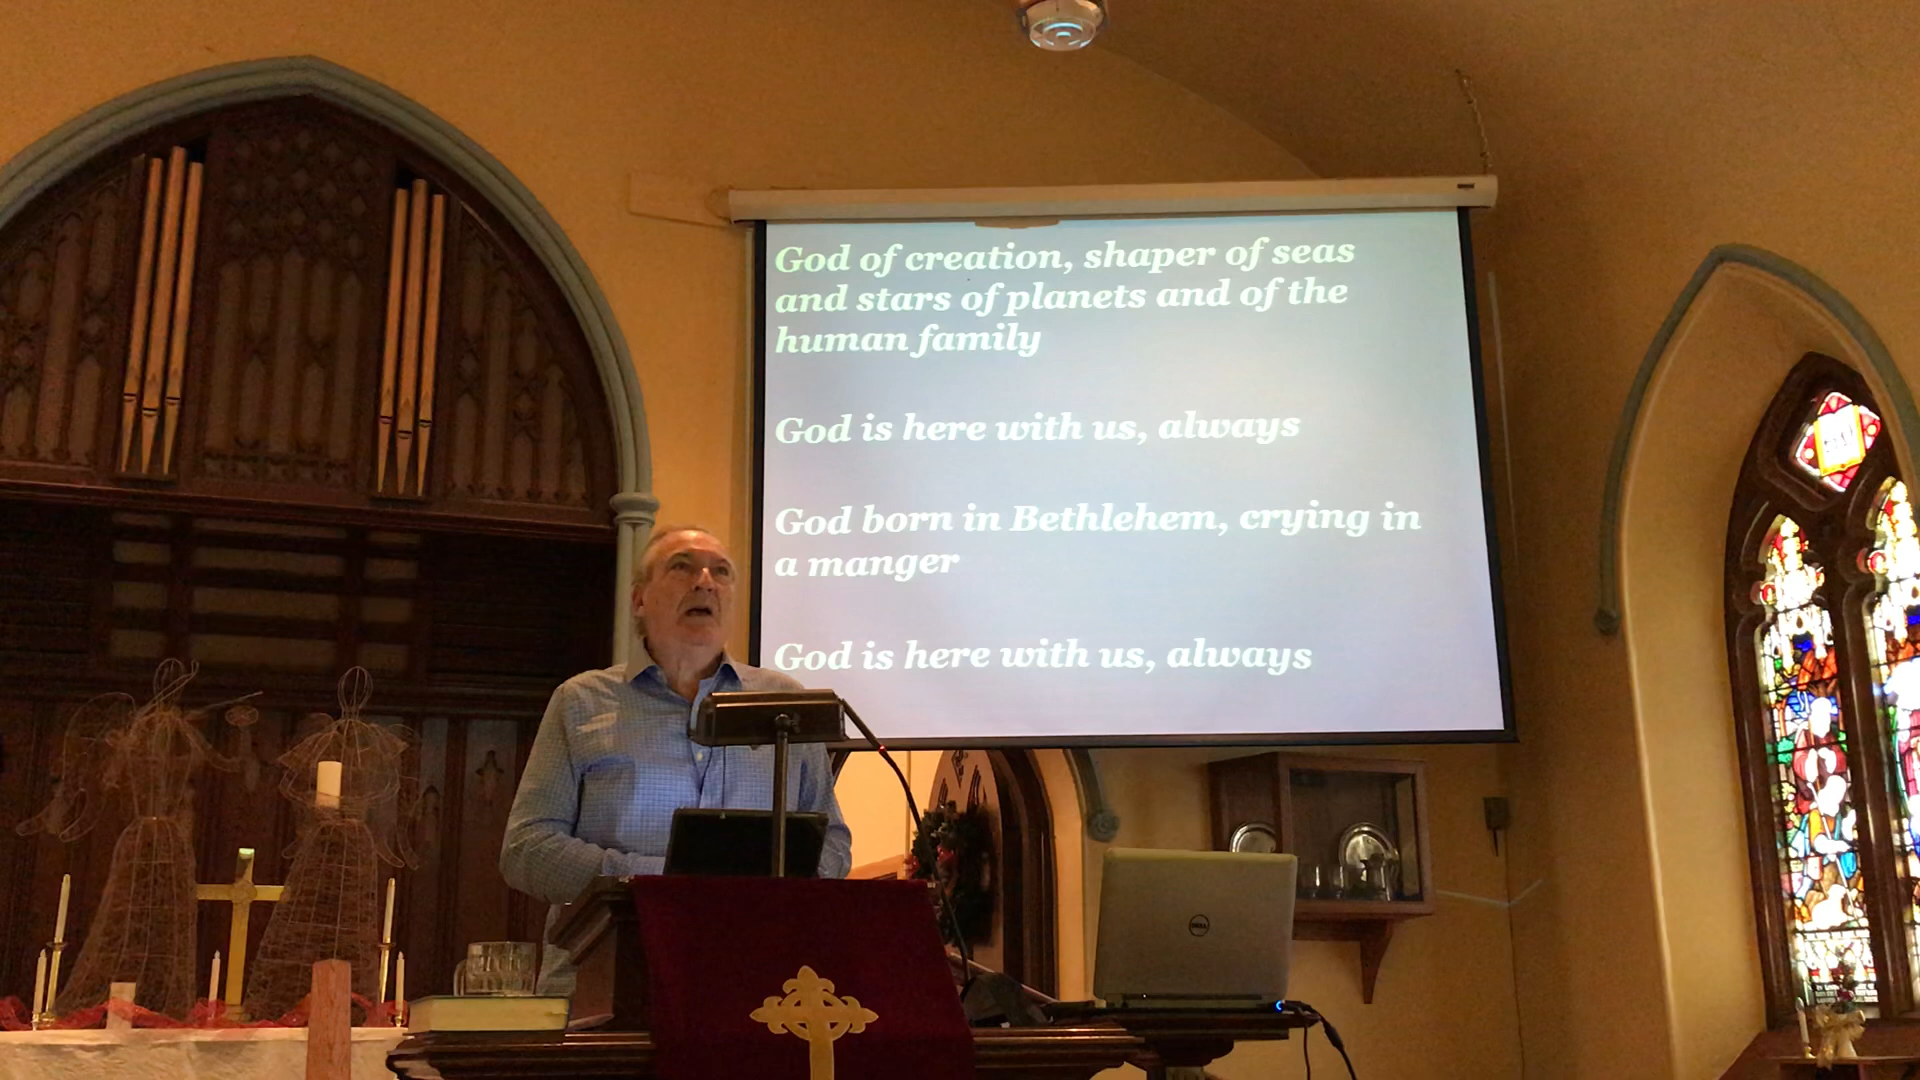 God of creation, shaper of seas
and stars of planets and of the
human family
God is here with us, always
God born in Bethlehem, crying in
a manger
God is here with us, always
DELL